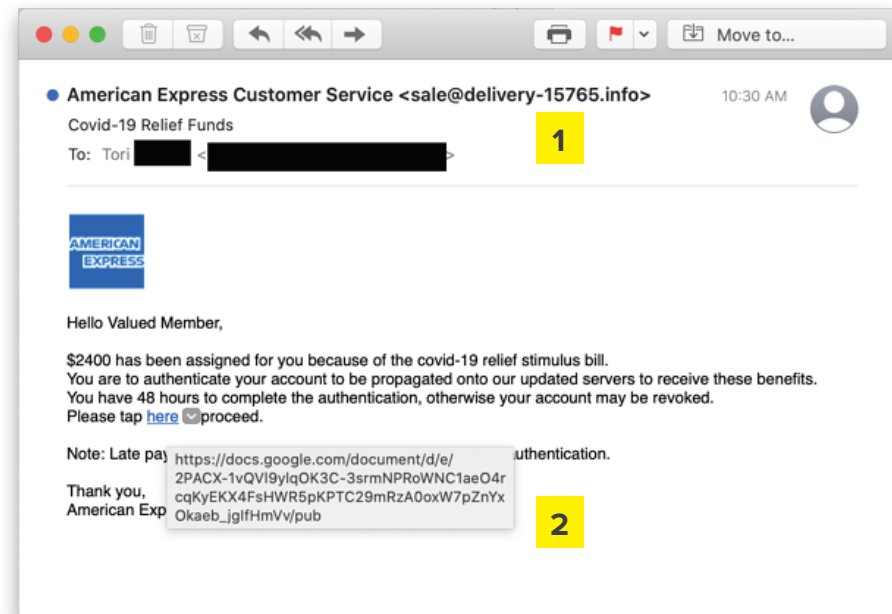 Move to...
American Express Customer Service <sale@delivery-15765.info>
10:30 AM
Covid-19 Relief Funds
1
To: Tori < >
AMERICAN
EXPRESS
Hello Valued Member,
$2400 has been assigned for you because of the covid-19 relief stimulus bill.
You are to authenticate your account to be propagated onto our updated servers to receive these benefits.
You have 48 hours to complete the authentication, otherwise your account may be revoked.
Please tap here proceed.
Note: Late pay uthentication.
https://docs.google.com/document/d/e/
2PACX-1vQVl9ylqOK3C-3srmNPRoWNC1aeO4r
cqKyEKX4FsHWR5pKPTC29mRzA0oxW7pZnYx
Okaeb_jglfHmVv/pub
Thank you,
American Exp
2